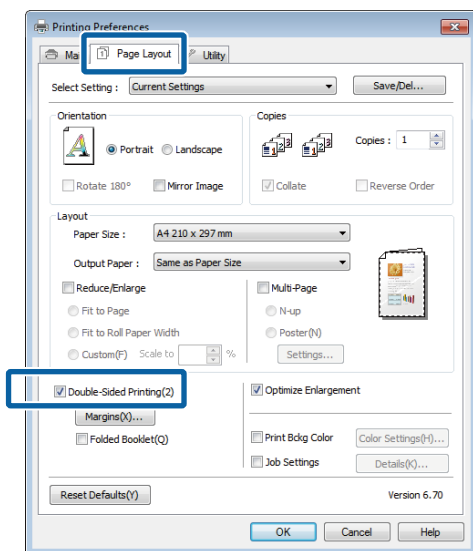 Printing Preferences
Page Layout Utility
Select Setting : Current Settings Save/Del...
Orientation Copies
Portrait Landscape Copies : 1
Rotate 180° Mirror Image Collate Reverse Order
Layout
Paper Size : A4 210 x 297 mm
Output Paper : Same as Paper Size
Reduce/Enlarge Multi-Page
Fit to Page N-up
Fit to Roll Paper Width Poster(N)
Custom(F) Scale to % Settings...
Double-Sided Printing(2) Optimize Enlargement
Margins(X)...
Folded Booklet(Q) Print Bckg Color Color Settings(H)...
Job Settings Details(K)...
Reset Defaults(Y) Version 6.70
OK Cancel Help